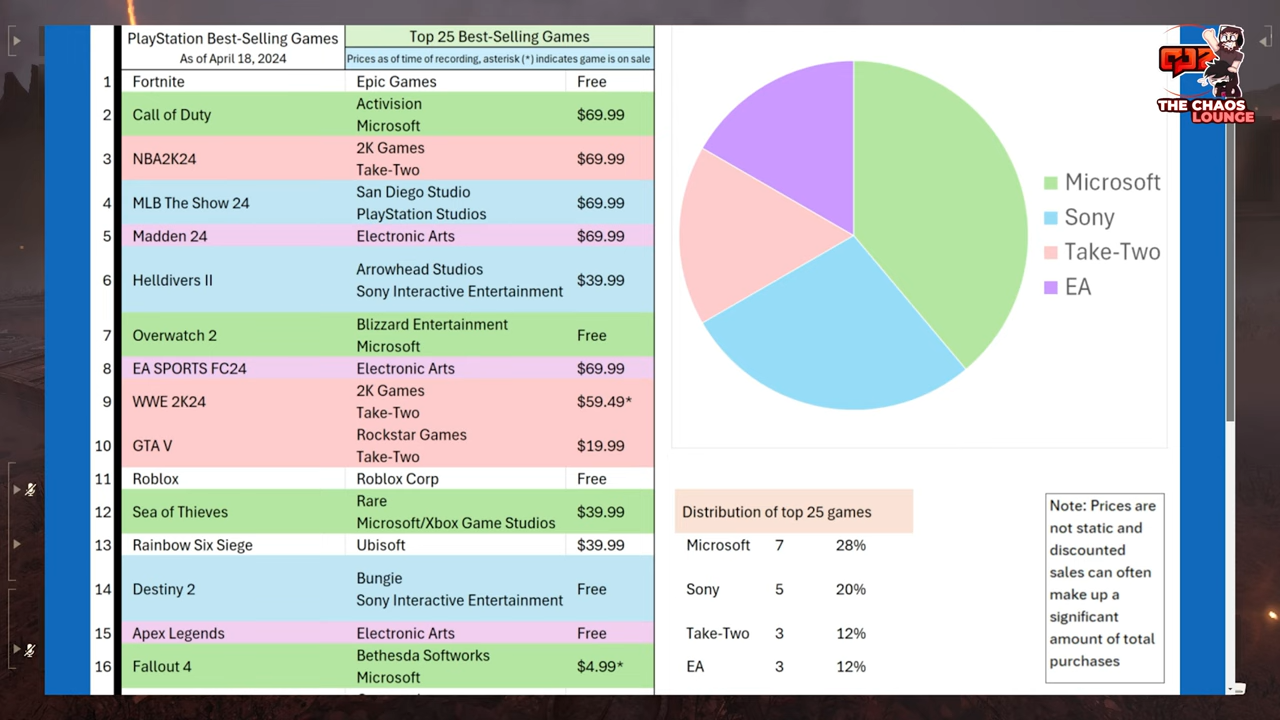 PlayStation Best-Selling Games
As of April 18, 2024
Top 25 Best-Selling Games
Prices as of time of recording, asterisk (*) indicates game is on sale
1 Fortnite Epic Games Free
2 Call of Duty Activision Microsoft $69.99
3 NBA2K24 2K Games Take-Two $69.99
4 MLB The Show 24 San Diego Studio PlayStation Studios $69.99
5 Madden 24 Electronic Arts $69.99
6 Helldivers II Arrowhead Studios Sony Interactive Entertainment $39.99
7 Overwatch 2 Blizzard Entertainment Microsoft Free
8 EA SPORTS FC24 Electronic Arts $69.99
9 WWE 2K24 2K Games Take-Two $59.49*
10 GTA V Rockstar Games Take-Two $19.99
11 Roblox Roblox Corp Free
12 Sea of Thieves Rare Microsoft/Xbox Game Studios $39.99
13 Rainbow Six Siege Ubisoft $39.99
14 Destiny 2 Bungie Sony Interactive Entertainment Free
15 Apex Legends Electronic Arts Free
16 Fallout 4 Bethesda Softworks Microsoft $4.99*
Microsoft
Sony
Take-Two
EA
Distribution of top 25 games
Microsoft 7 28%
Sony 5 20%
Take-Two 3 12%
EA 3 12%
Note: Prices are
not static and
discounted
sales can often
make up a
significant
amount of total
purchases
THE CHAOS
LOUNGE